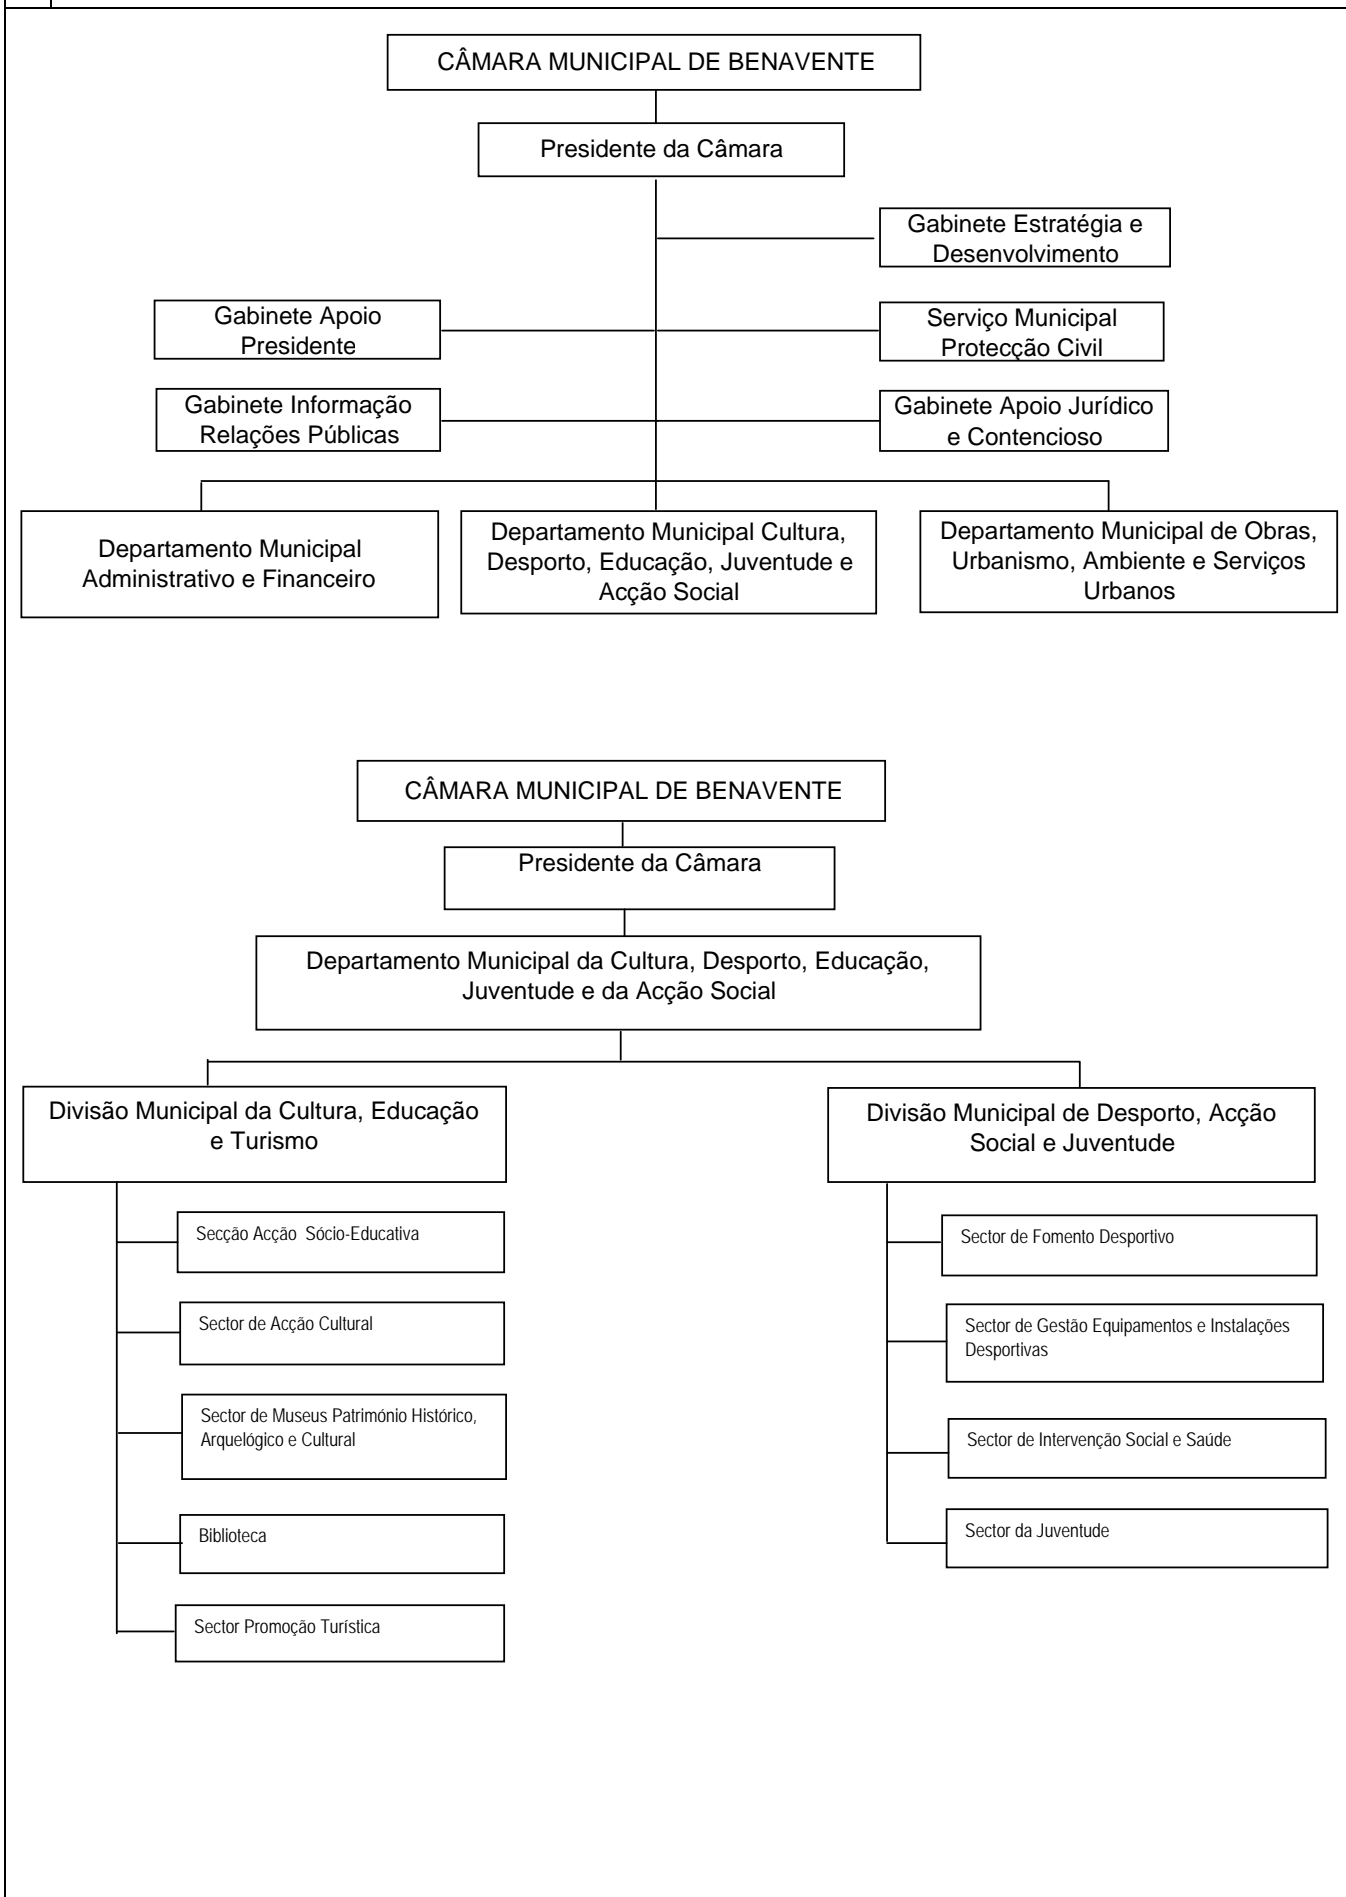 CÂMARA MUNICIPAL DE BENAVENTE
Presidente da Câmara
Gabinete Estratégia e
Desenvolvimento
Gabinete Apoio
Presidente
Serviço Municipal
Protecção Civil
Gabinete Informação
Relações Públicas
Gabinete Apoio Jurídico
e Contencioso
Departamento Municipal
Administrativo e Financeiro
Departamento Municipal Cultura,
Desporto, Educação, Juventude e
Acção Social
Departamento Municipal de Obras,
Urbanismo, Ambiente e Serviços
Urbanos
CÂMARA MUNICIPAL DE BENAVENTE
Presidente da Câmara
Departamento Municipal da Cultura, Desporto, Educação,
Juventude e da Acção Social
Divisão Municipal da Cultura, Educação
e Turismo
Secção Acção Sócio-Educativa
Sector de Acção Cultural
Sector de Museus Património Histórico,
Arquelógico e Cultural
Biblioteca
Sector Promoção Turística
Divisão Municipal de Desporto, Acção
Social e Juventude
Sector de Fomento Desportivo
Sector de Gestão Equipamentos e Instalações
Desportivas
Sector de Intervenção Social e Saúde
Sector da Juventude